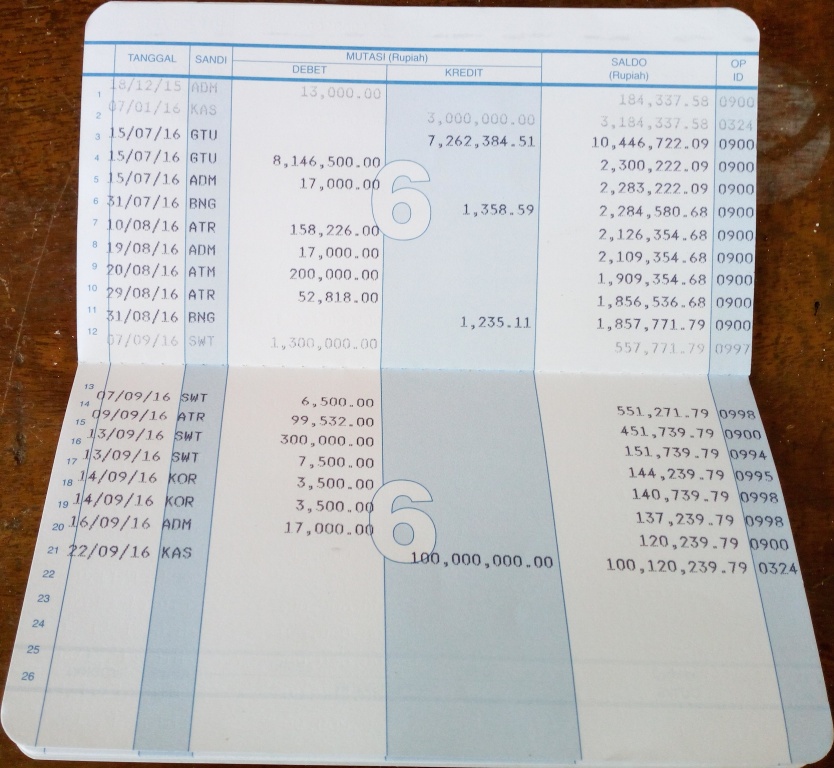 TANGGAL SANDI MUTASI (Rupiah) SALDO (Rupiah) OP ID
DEBET KREDIT
1 18/12/15 ADM 13,000.00 184,337.58 0900
2 07/01/16 KAS 3,000,000.00 3,184,337.58 0324
3 15/07/16 GTU 7,262,384.51 10,446,722.09 0900
4 15/07/16 GTU 8,146,500.00 2,300,222.09 0900
5 15/07/16 ADM 17,000.00 2,283,222.09 0900
6 31/07/16 BNG 1,358.59 2,284,580.68 0900
7 10/08/16 ATR 158,226.00 2,126,354.68 0900
8 19/08/16 ADM 17,000.00 2,109,354.68 0900
9 20/08/16 ATM 200,000.00 1,909,354.68 0900
10 29/08/16 ATR 52,818.00 1,856,536.68 0900
11 31/08/16 BNG 1,235.11 1,857,771.79 0900
12 07/09/16 SWT 1,300,000.00 557,771.79 0997
6
13 07/09/16 SWT 6,500.00 551,271.79 0998
14 09/09/16 ATR 99,532.00 451,739.79 0900
15 13/09/16 SWT 300,000.00 151,739.79 0994
16 13/09/16 SWT 7,500.00 144,239.79 0995
17 14/09/16 KOR 3,500.00 140,739.79 0998
18 14/09/16 KOR 3,500.00 137,239.79 0998
19 16/09/16 ADM 17,000.00 120,239.79 0900
20 22/09/16 KAS 100,000,000.00 100,120,239.79 0324
6
21
22
23
24
25
26